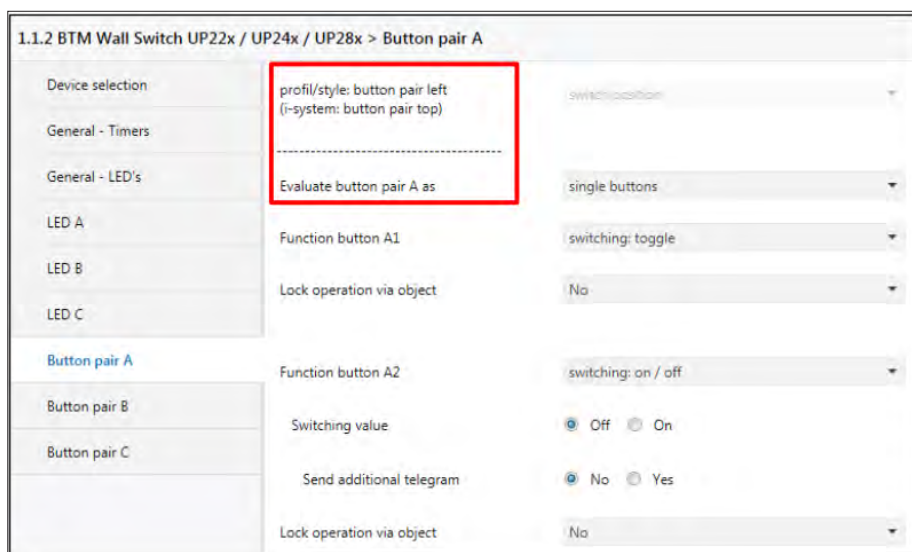 1.1.2 BTM Wall Switch UP22x / UP24x / UP28x > Button pair A
Device selection
General - Timers
General - LED's
LED A
LED B
LED C
Button pair A
Button pair B
Button pair C
profil/style: button pair left
(i-system: button pair top)
switch position
----------------------------------------
Evaluate button pair A as single buttons
Function button A1 switching: toggle
Lock operation via object No
Function button A2 switching: on / off
Switching value Off On
Send additional telegram No Yes
Lock operation via object No